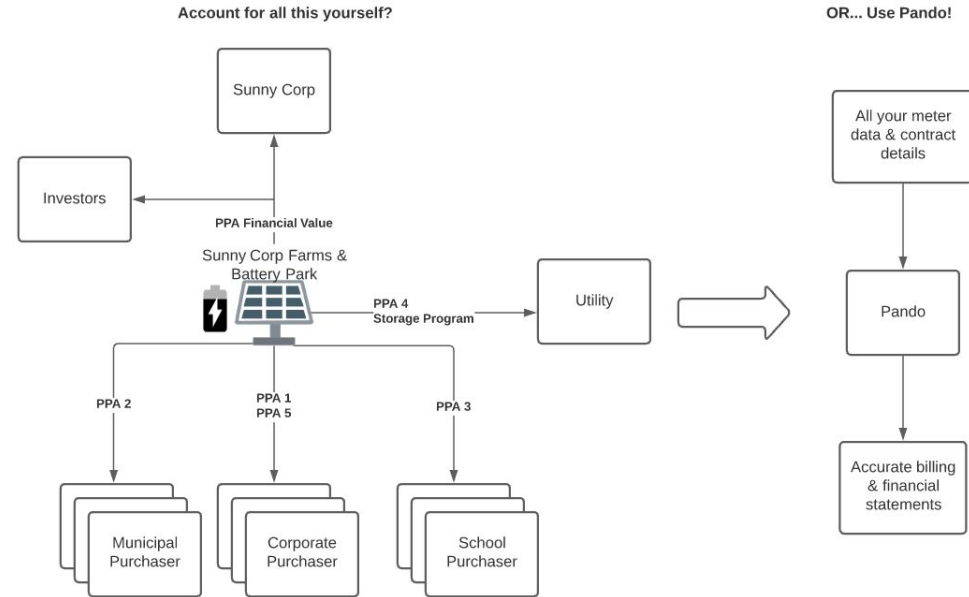 Account for all this yourself?
OR... Use Pando!
Sunny Corp
All your meter
data & contract
details
Investors
PPA Financial Value
Sunny Corp Farms &
Battery Park
PPA 4
Storage Program
Utility
Pando
PPA 2
PPA 1
PPA 5
PPA 3
Accurate billing
& financial
statements
Municipal
Purchaser
Corporate
Purchaser
School
Purchaser